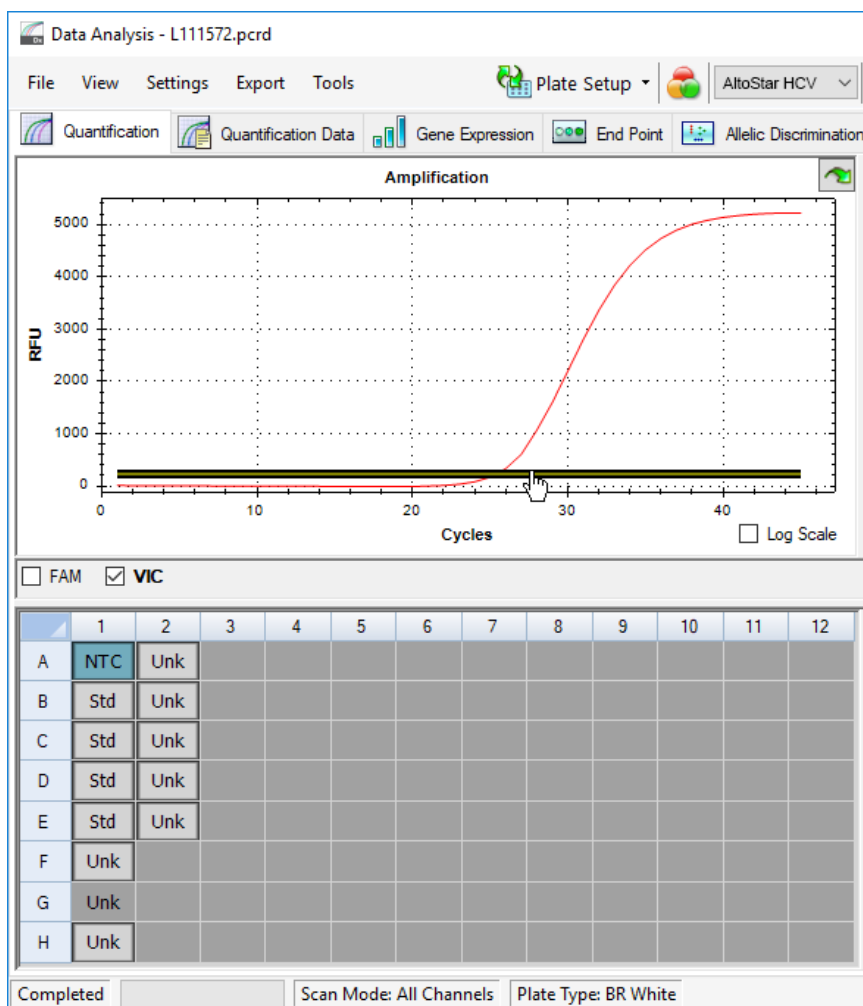 Data Analysis - L111572.pcrd
File View Settings Export Tools Plate Setup AltoStar HCV
Quantification Quantification Data Gene Expression End Point Allelic Discrimination
Amplification
5000
4000
3000
2000
1000
0
RFU
0 10 20 30 40
Cycles
Log Scale
FAM VIC
1 2 3 4 5 6 7 8 9 10 11 12
A NTC Unk
B Std Unk
C Std Unk
D Std Unk
E Std Unk
F Unk
G Unk
H Unk
Completed Scan Mode: All Channels Plate Type: BR White